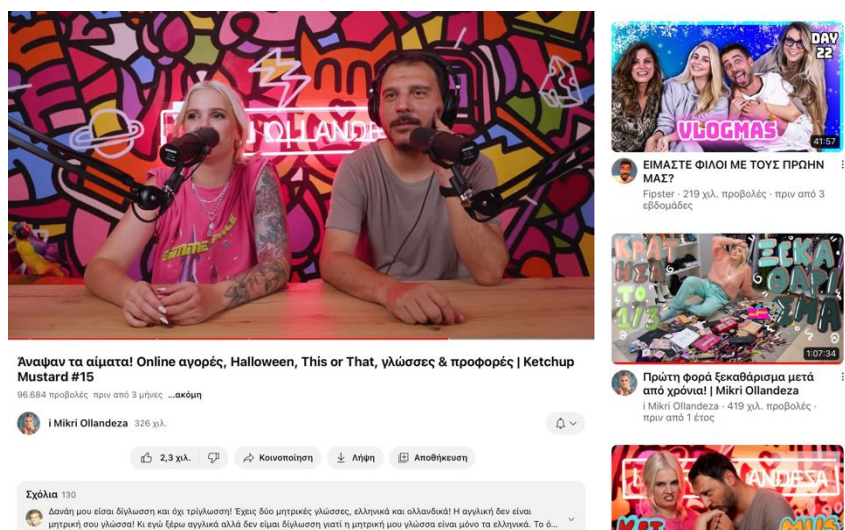 I OLLANDE
SUMMER
Άναψαν τα αίματα! Online αγορές, Halloween, This or That, γλώσσες & προφορές | Ketchup
Mustard #15
96.684 προβολές πριν από 3 μήνες ...ακόμη
i Mikri Ollandeza 326 χιλ.
2,3 χιλ. Κοινοποίηση Λήψη Αποθήκευση
Σχόλια 130
Δανάη μου είσαι δίγλωσση και όχι τρίγλωσση! Έχεις δύο μητρικές γλώσσες, ελληνικά και ολλανδικά! Η αγγλική δεν είναι
μητρική σου γλώσσα! Κι εγώ ξέρω αγγλικά αλλά δεν είμαι δίγλωσση γιατί η μητρική μου γλώσσα είναι μόνο τα ελληνικά. Το ό...
DAY
22
VLOGMAS
41:57
ΕΙΜΑΣΤΕ ΦΙΛΟΙ ΜΕ ΤΟΥΣ ΠΡΩΗΝ
ΜΑΣ?
Fipster · 219 χιλ. προβολές · πριν από 3
εβδομάδες
ΚΡΑΤ
ΗΣΑ
ΤΟ
1/3
ΞΕΚΑ
ΘΑΡΙ
ΣΜΑ
1:07:34
Πρώτη φορά ξεκαθάρισμα μετά
από χρόνια! | Mikri Ollandeza
i Mikri Ollandeza · 419 χιλ. προβολές ·
πριν από 1 έτος